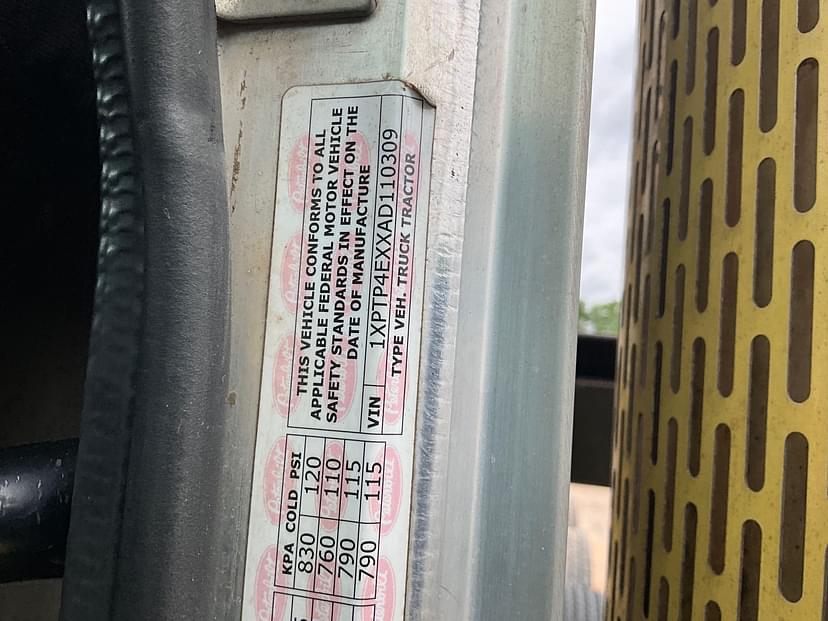 THIS VEHICLE CONFORMS TO ALL
APPLICABLE FEDERAL MOTOR VEHICLE
SAFETY STANDARDS IN EFFECT ON THE
DATE OF MANUFACTURE
VIN 1XPTP4EXXAD110309
TYPE VEH. TRUCK TRACTOR
KPA COLD PSI
830 120
760 110
790 115
790 115
Peterbilt